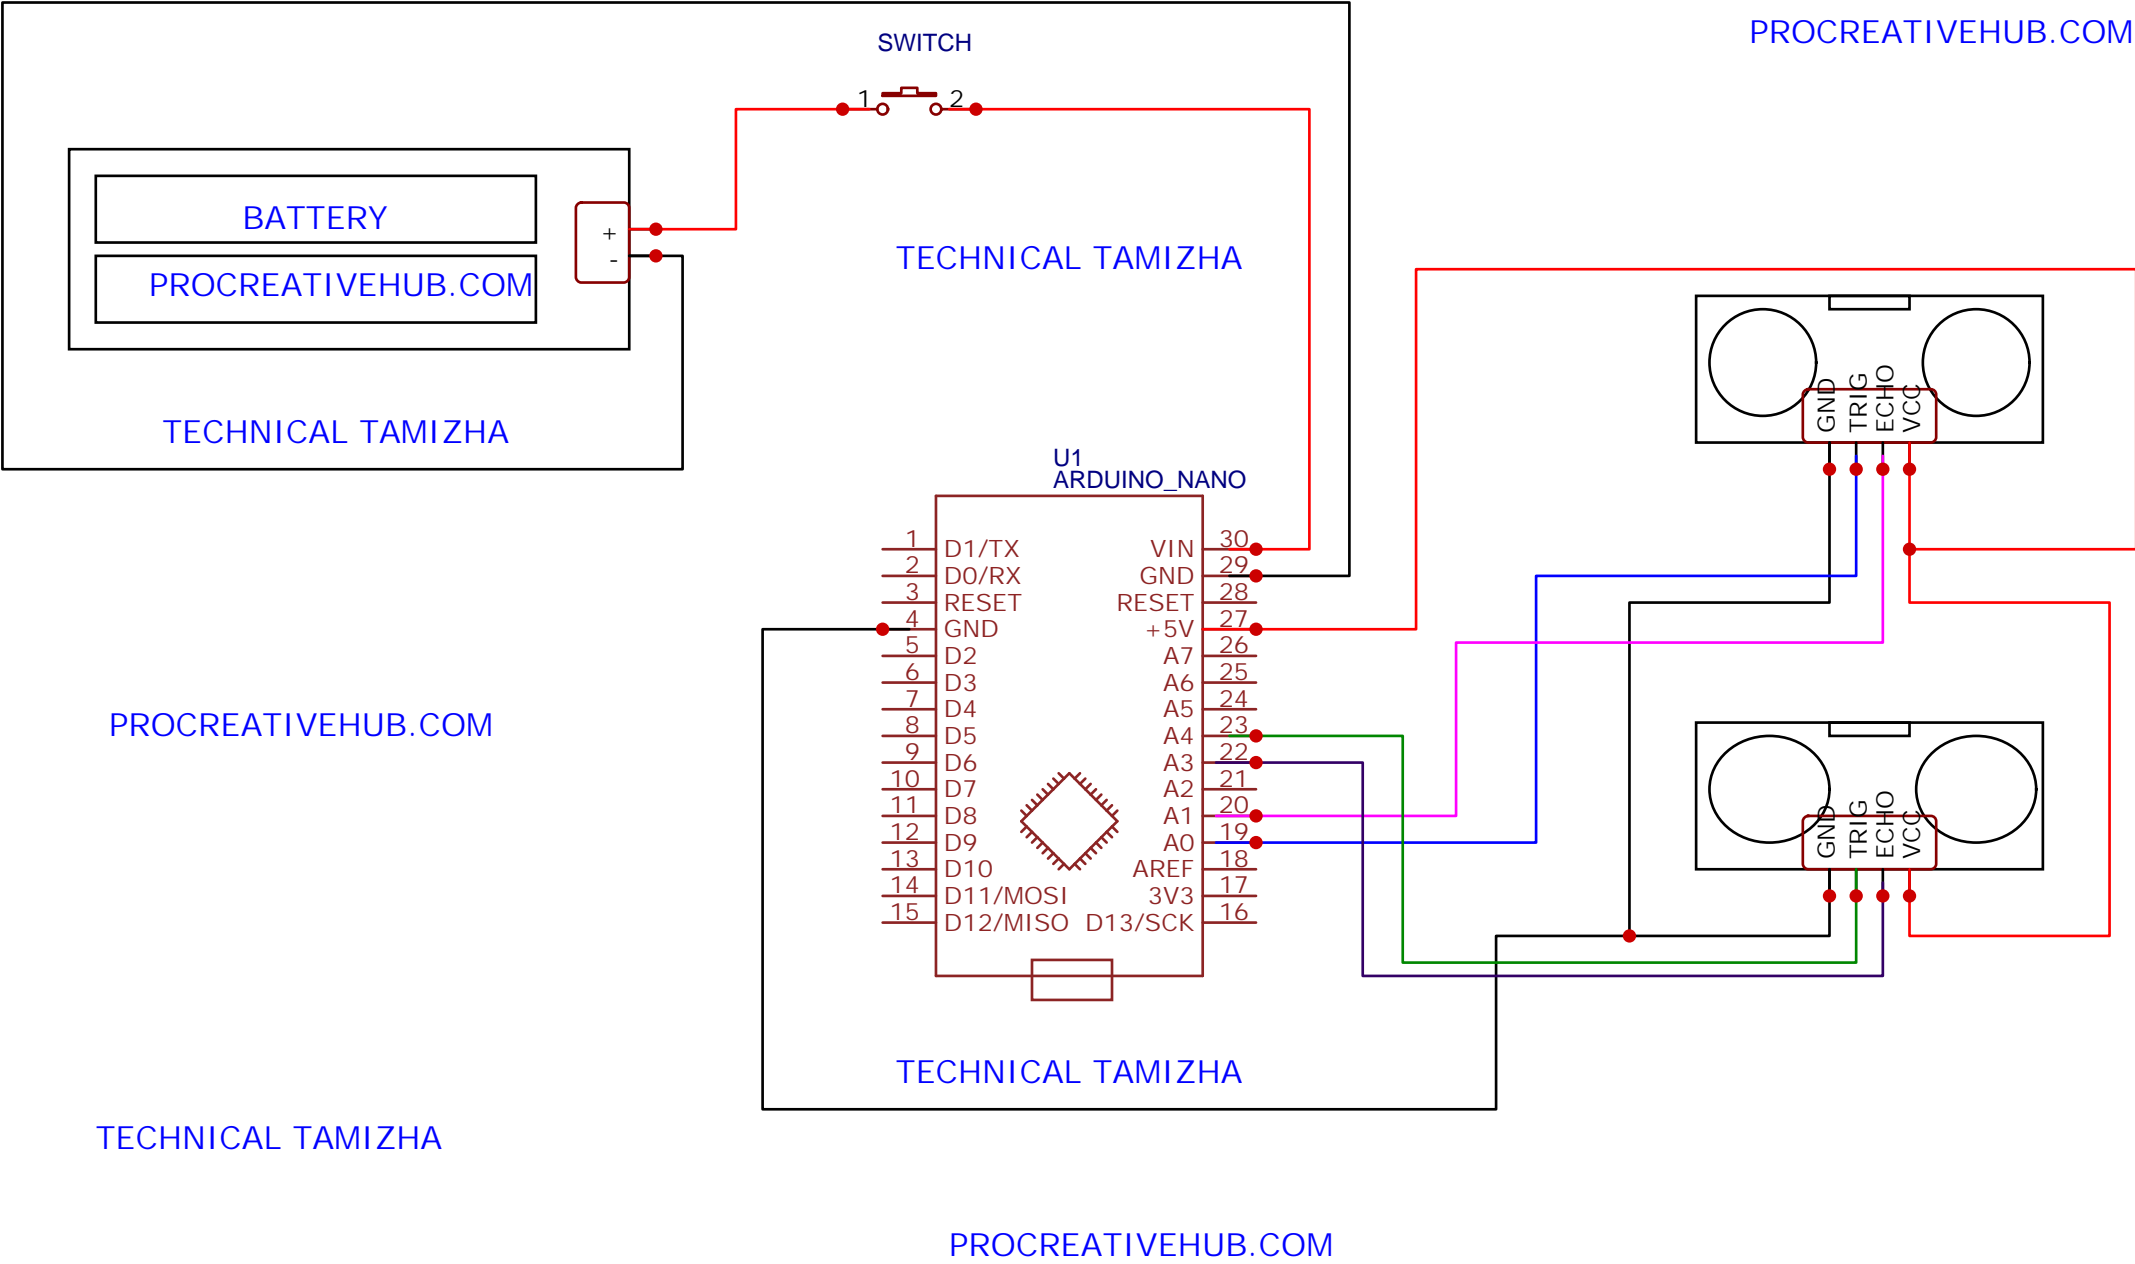 PROCREATIVEHUB.COM
SWITCH
1 2
BATTERY
+
-
PROCREATIVEHUB.COM
TECHNICAL TAMIZHA
TECHNICAL TAMIZHA
GND TRIG ECHO VCC
U1
ARDUINO_NANO
1 D1/TX VIN 30
2 D0/RX GND 29
3 RESET RESET 28
4 GND +5V 27
5 D2 A7 26
6 D3 A6 25
7 D4 A5 24
8 D5 A4 23
9 D6 A3 22
10 D7 A2 21
11 D8 A1 20
12 D9 A0 19
13 D10 AREF 18
14 D11/MOSI 3V3 17
15 D12/MISO D13/SCK 16
PROCREATIVEHUB.COM
GND TRIG ECHO VCC
TECHNICAL TAMIZHA
TECHNICAL TAMIZHA
PROCREATIVEHUB.COM